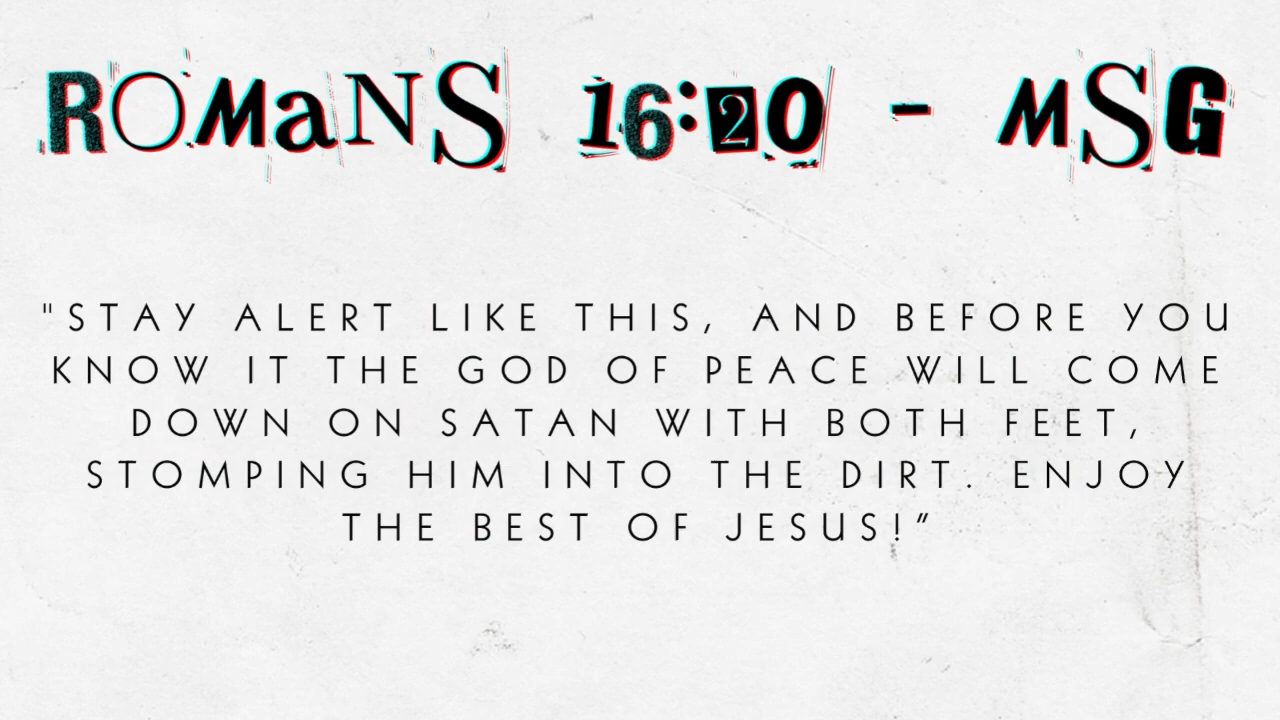 ROMaNS 16:20 - MSG
"STAY ALERT LIKE THIS, AND BEFORE YOU
KNOW IT THE GOD OF PEACE WILL COME
DOWN ON SATAN WITH BOTH FEET,
STOMPING HIM INTO THE DIRT. ENJOY
THE BEST OF JESUS!”